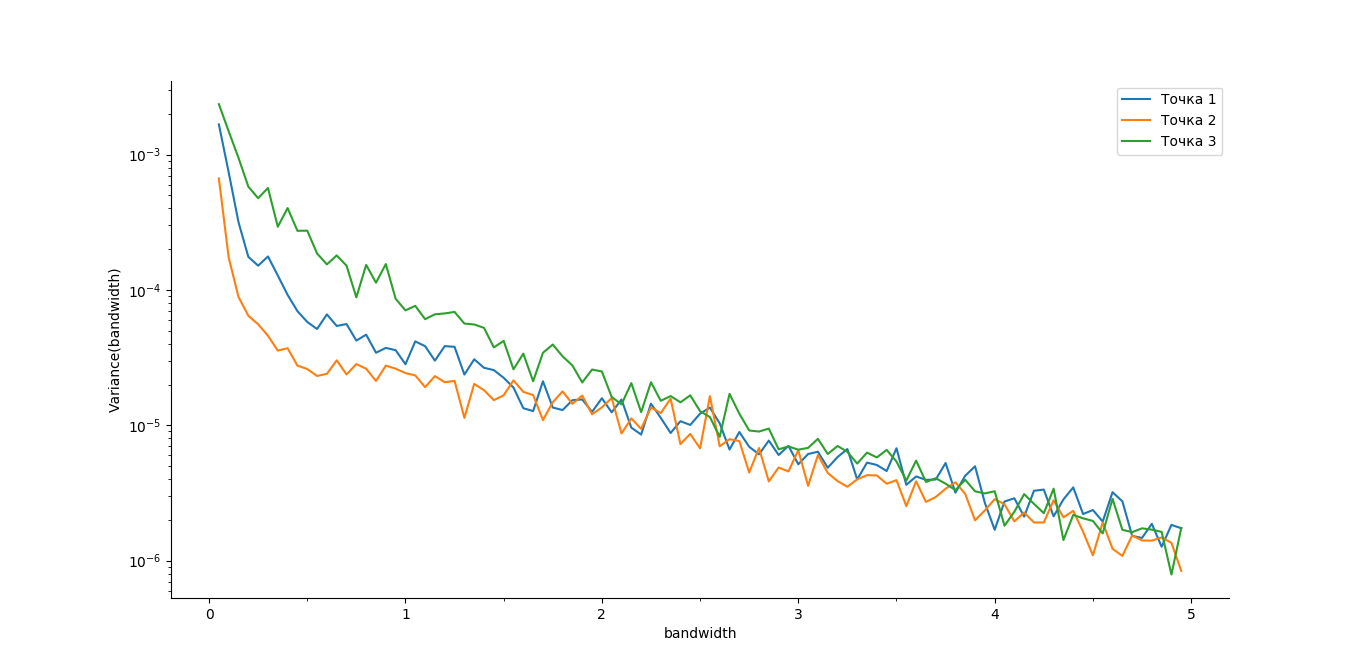 Точка 1
Точка 2
Точка 3
10⁻³
10⁻⁴
10⁻⁵
10⁻⁶
Variance(bandwidth)
0 1 2 3 4 5
bandwidth